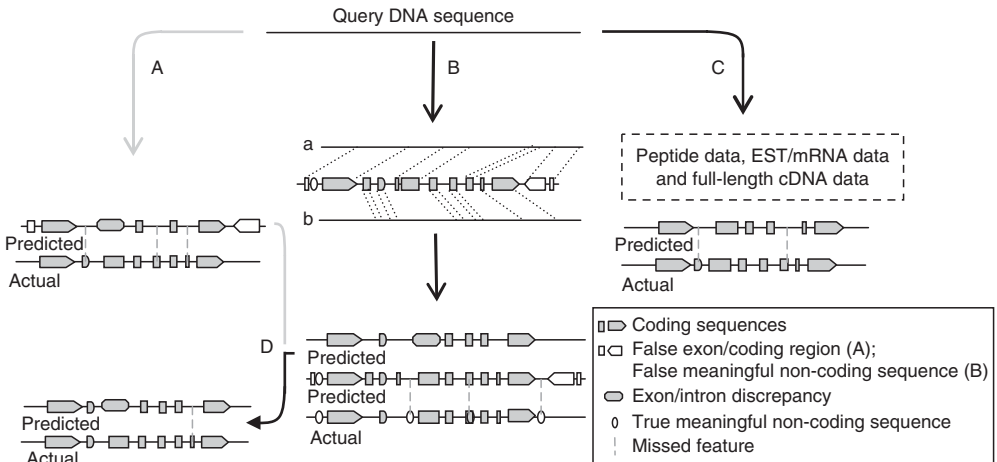 Query DNA sequence
A
B
C
a
b
Peptide data, EST/mRNA data
and full-length cDNA data
Predicted
Actual
Predicted
Actual
D
Predicted
Predicted
Actual
Predicted
Actual
Coding sequences
False exon/coding region (A);
False meaningful non-coding sequence (B)
Exon/intron discrepancy
True meaningful non-coding sequence
Missed feature